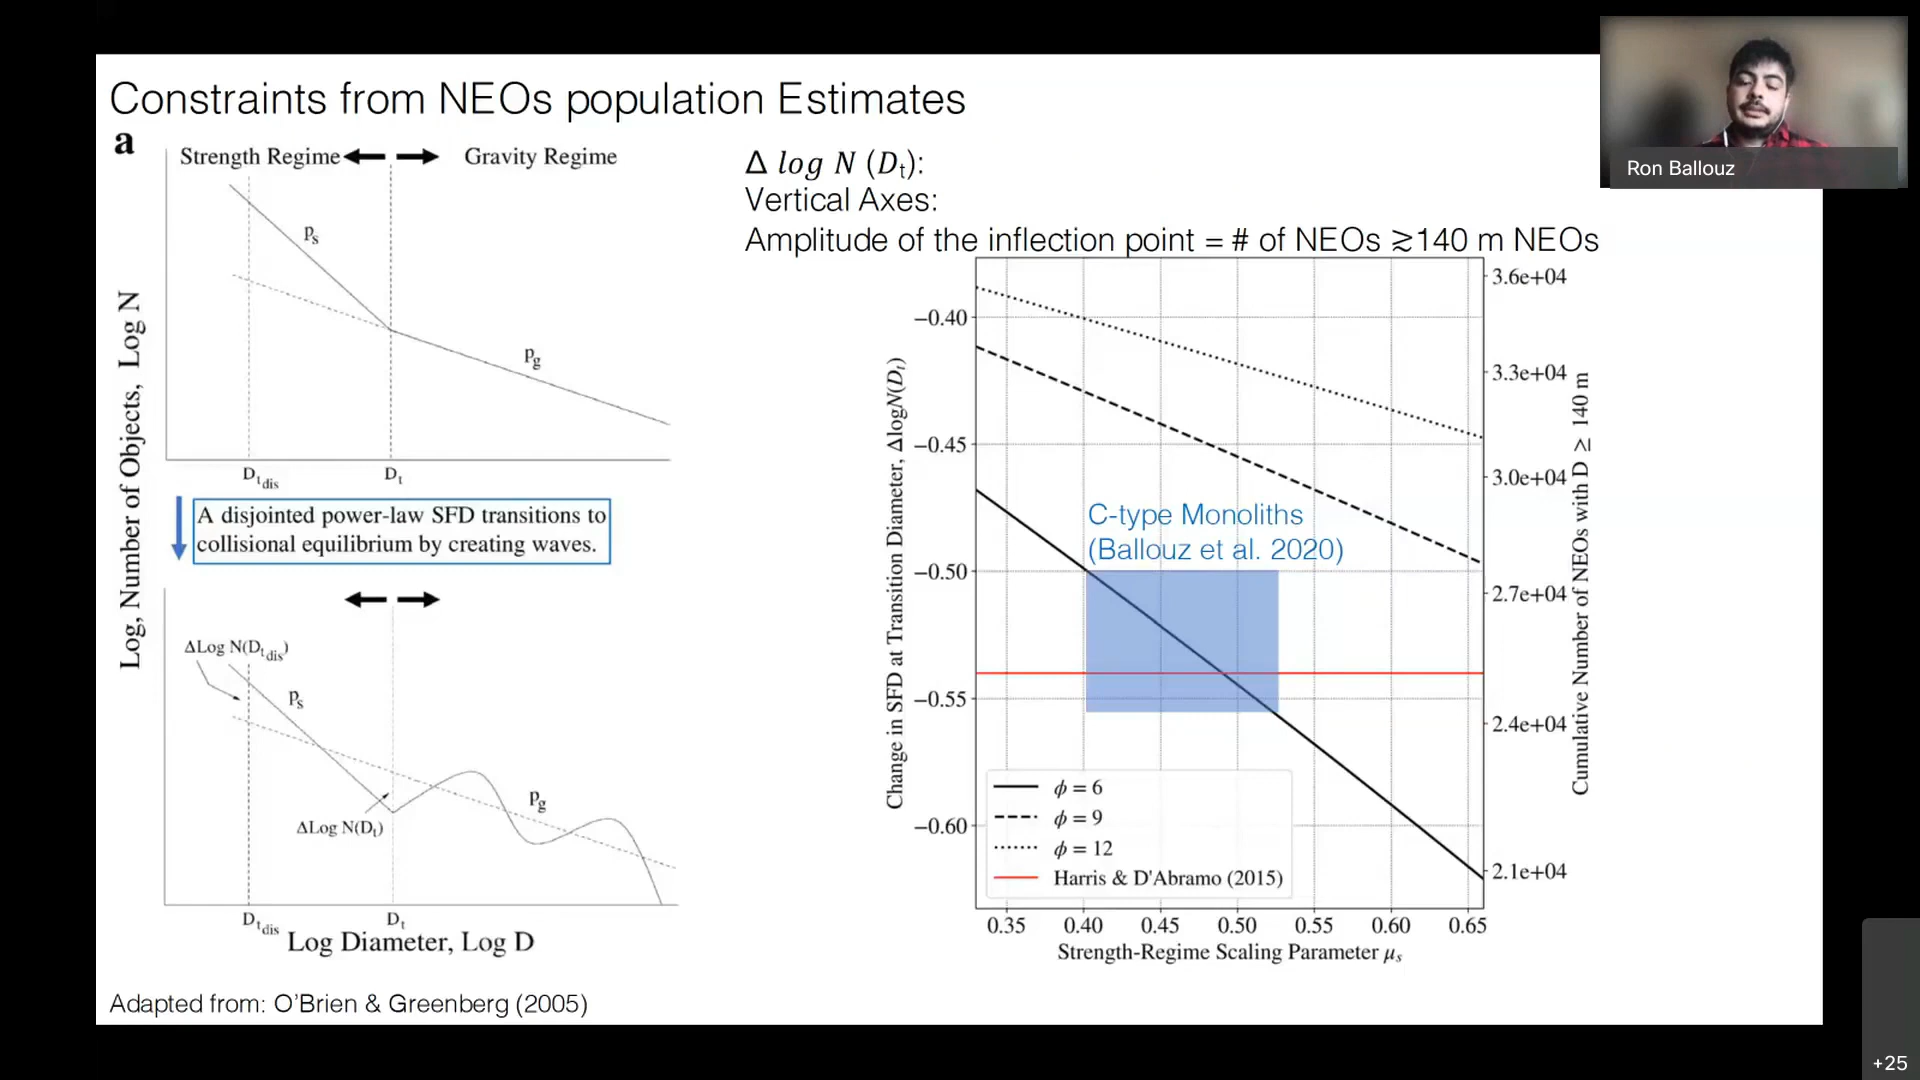 Constraints from NEOs population Estimates
a
Strength Regime
Gravity Regime
ps
pg
Dtdis
Dt
A disjointed power-law SFD transitions to
collisional equilibrium by creating waves.
Log, Number of Objects, Log N
ΔLog N(Dtdis)
ps
pg
ΔLog N(Dt)
Dtdis
Dt
Log Diameter, Log D
Adapted from: O'Brien & Greenberg (2005)
Δ log N (Dt):
Vertical Axes:
Amplitude of the inflection point = # of NEOs ≳140 m NEOs
Change in SFD at Transition Diameter, ΔlogN(Dt)
−0.40
−0.45
−0.50
−0.55
−0.60
C-type Monoliths
(Ballouz et al. 2020)
ϕ = 6
ϕ = 9
ϕ = 12
Harris & D'Abramo (2015)
0.35 0.40 0.45 0.50 0.55 0.60 0.65
Strength-Regime Scaling Parameter μs
3.6e+04
3.3e+04
3.0e+04
2.7e+04
2.4e+04
2.1e+04
Cumulative Number of NEOs with D ≥ 140 m
Ron Ballouz
+25